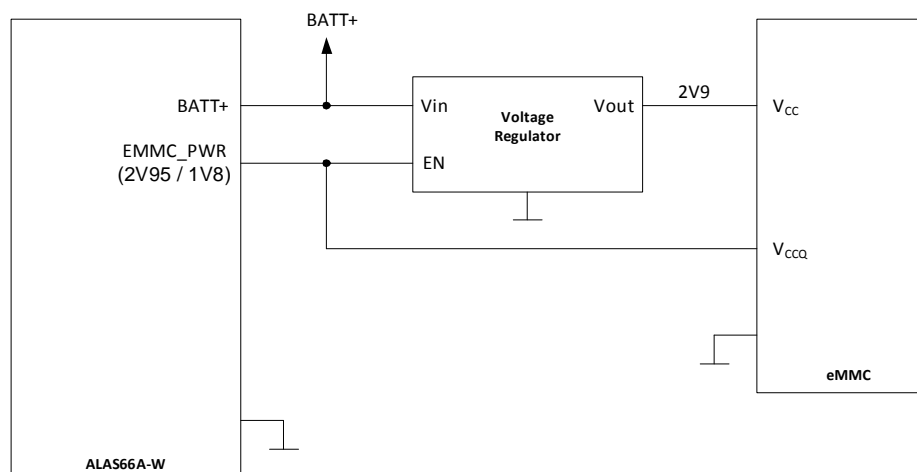 BATT+
BATT+
EMMC_PWR
(2V95 / 1V8)
Vin
Vout
Voltage
Regulator
EN
2V9
VCC
VCCQ
eMMC
ALAS66A-W